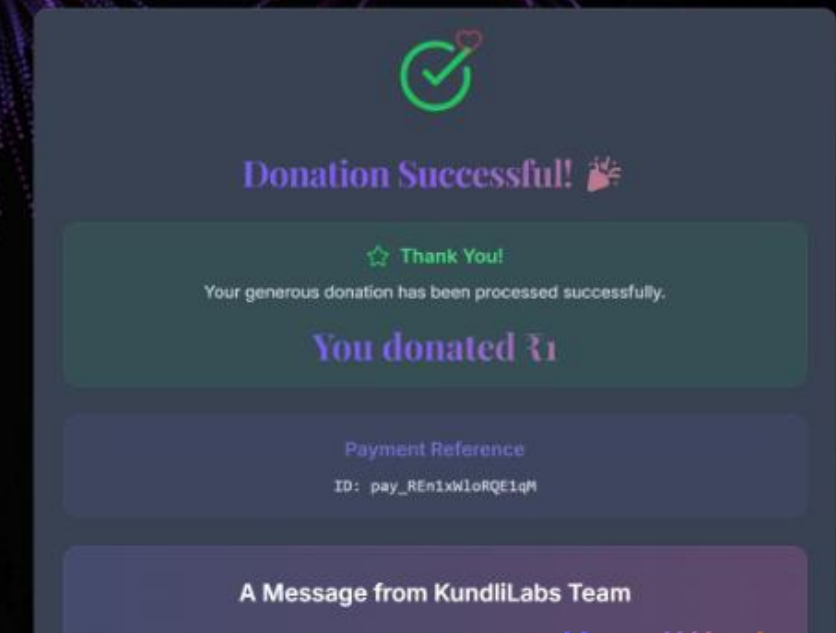 Donation Successful!
Thank You!
Your generous donation has been processed successfully.
You donated ₹1
Payment Reference
ID: pay_REn1xWloRQE1qM
A Message from KundliLabs Team